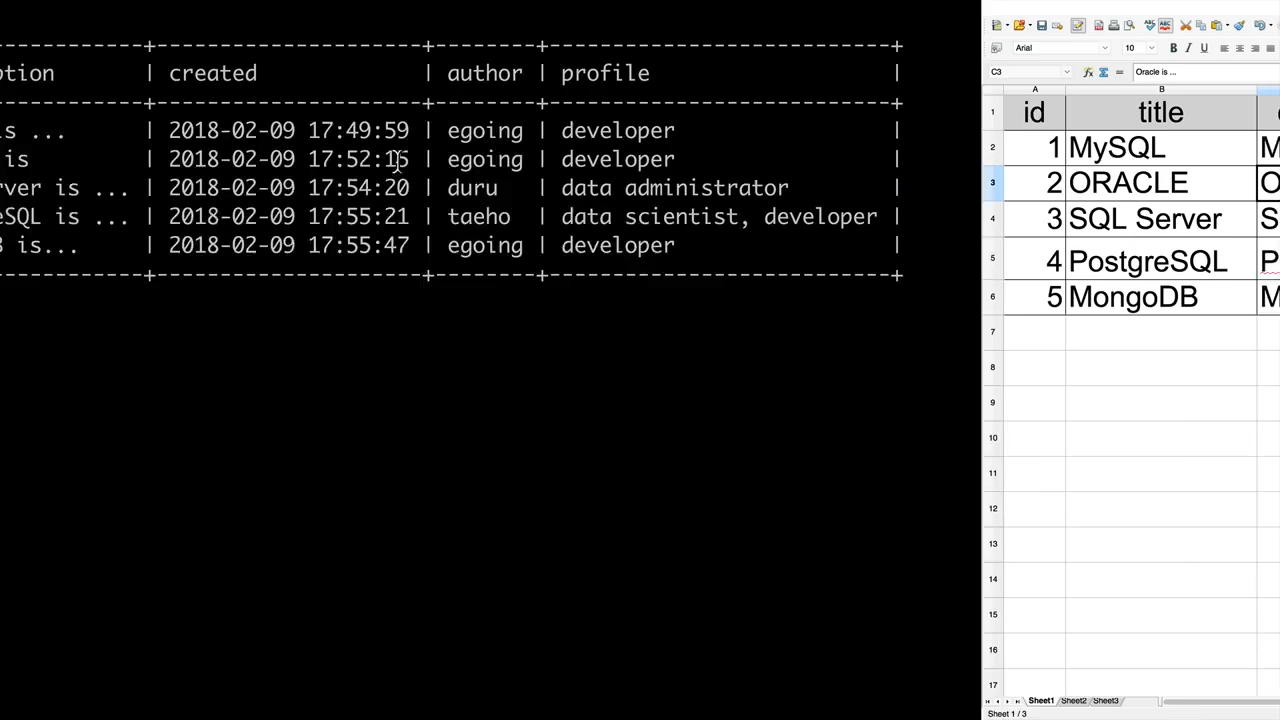 ption | created | author | profile |
is ... | 2018-02-09 17:49:59 | egoing | developer
is | 2018-02-09 17:52:15 | egoing | developer
rver is ... | 2018-02-09 17:54:20 | duru | data administrator
eSQL is ... | 2018-02-09 17:55:21 | taeho | data scientist, developer |
B is... | 2018-02-09 17:55:47 | egoing | developer |
Arial 10 B I U
C3 = Oracle is ...
A B
1 id title
2 1 MySQL M
3 2 ORACLE O
4 3 SQL Server S
5 4 PostgreSQL P
6 5 MongoDB M
7
8
9
10
11
12
13
14
15
16
17
Sheet1 Sheet2 Sheet3
Sheet 1 / 3